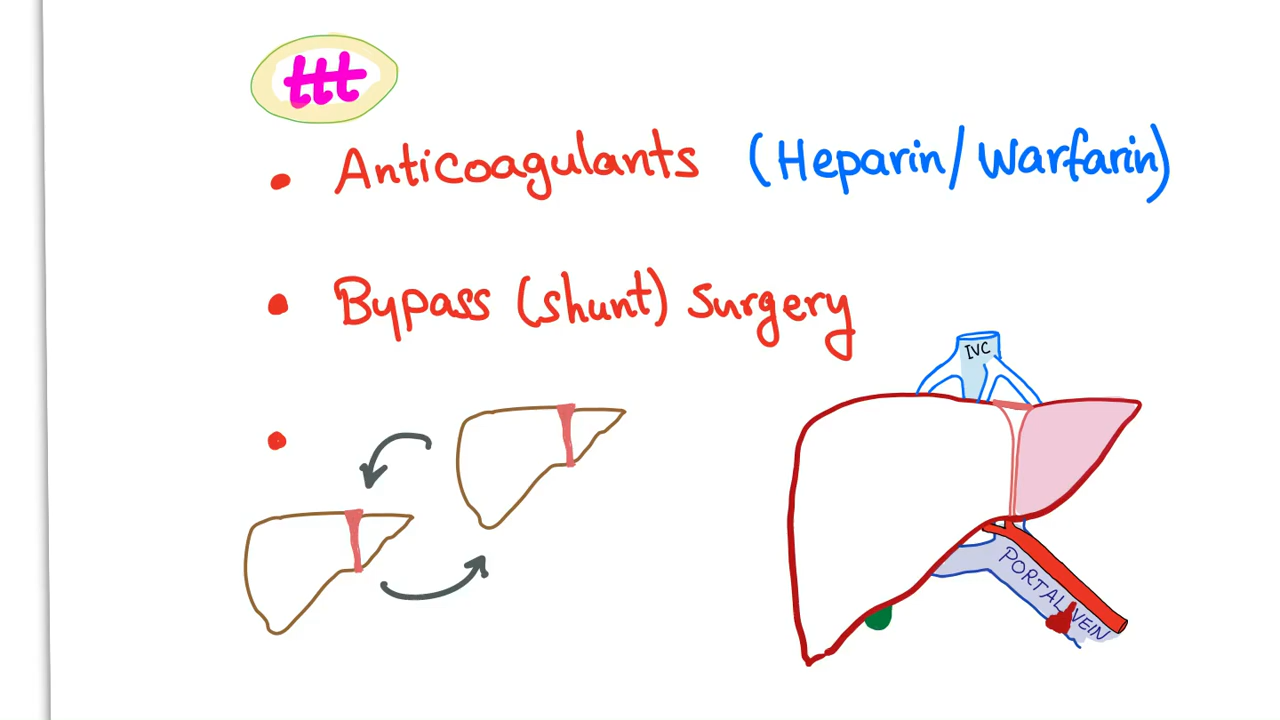 ttt
• Anticoagulants (Heparin/Warfarin)
• Bypass (shunt) surgery
•
IVC
PORTAL VEIN